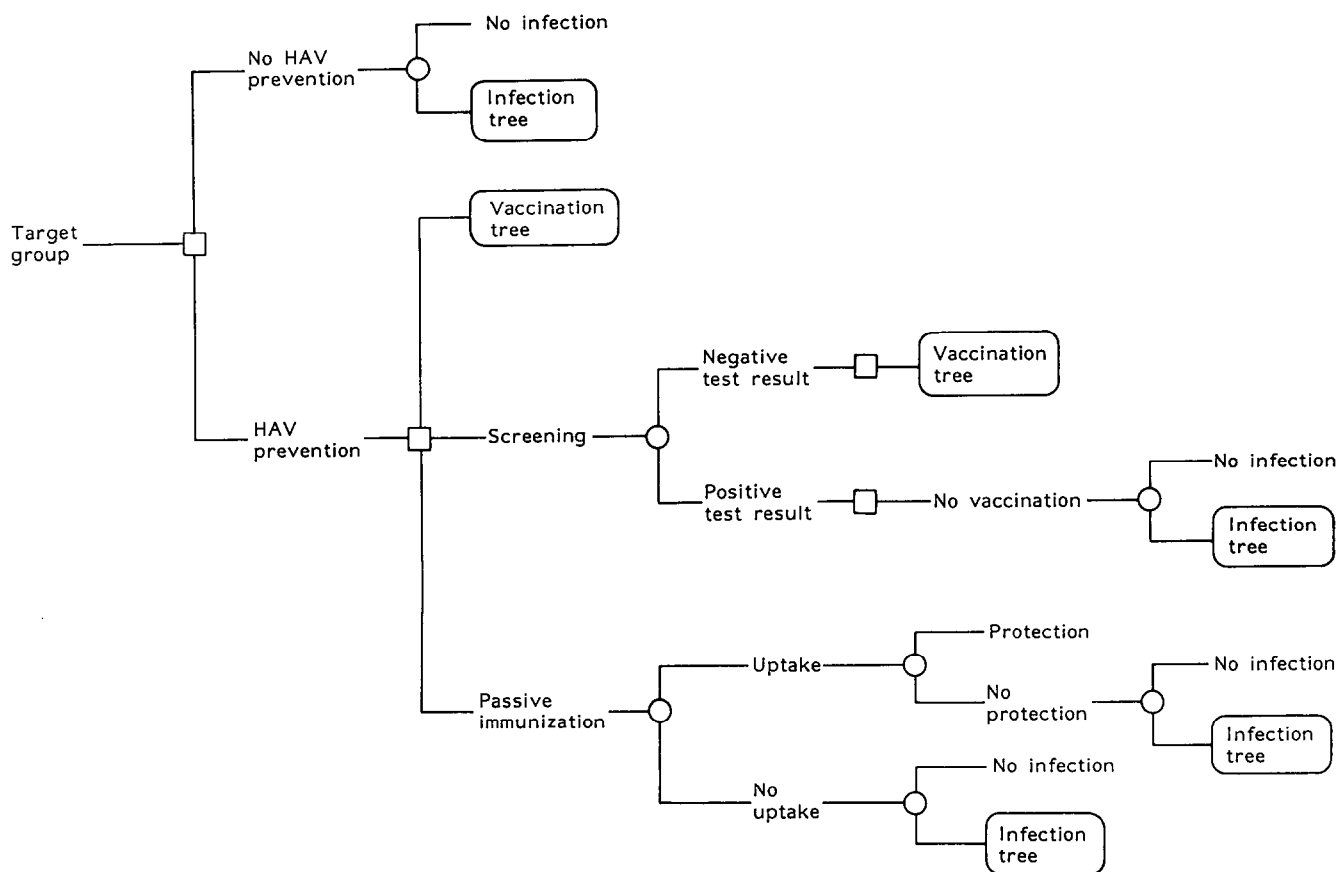 No infection
No HAV
prevention
Infection
tree
Vaccination
tree
Target
group
Negative
test result
Vaccination
tree
HAV
prevention
Screening
No infection
Positive
test result
No vaccination
Infection
tree
Protection
Uptake
No infection
No
protection
Passive
immunization
Infection
tree
No infection
No
uptake
Infection
tree